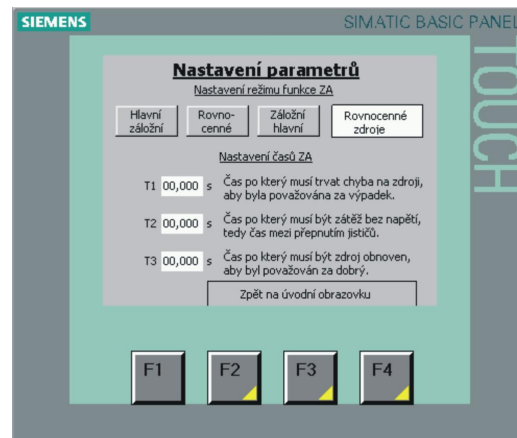 SIEMENS
SIMATIC BASIC PANEL
TOUCH
Nastavení parametrů
Nastavení režimu funkce ZA
Hlavní
záložní
Rovno-
cenné
Záložní
hlavní
Rovnocenné
zdroje
Nastavení časů ZA
T1 00,000 s Čas po který musí trvat chyba na zdroji,
aby byla považována za výpadek.
T2 00,000 s Čas po který musí být zátěž bez napětí,
tedy čas mezi přepnutím jističů.
T3 00,000 s Čas po který musí být zdroj obnoven,
aby byl považován za dobrý.
Zpět na úvodní obrazovku
F1 F2 F3 F4